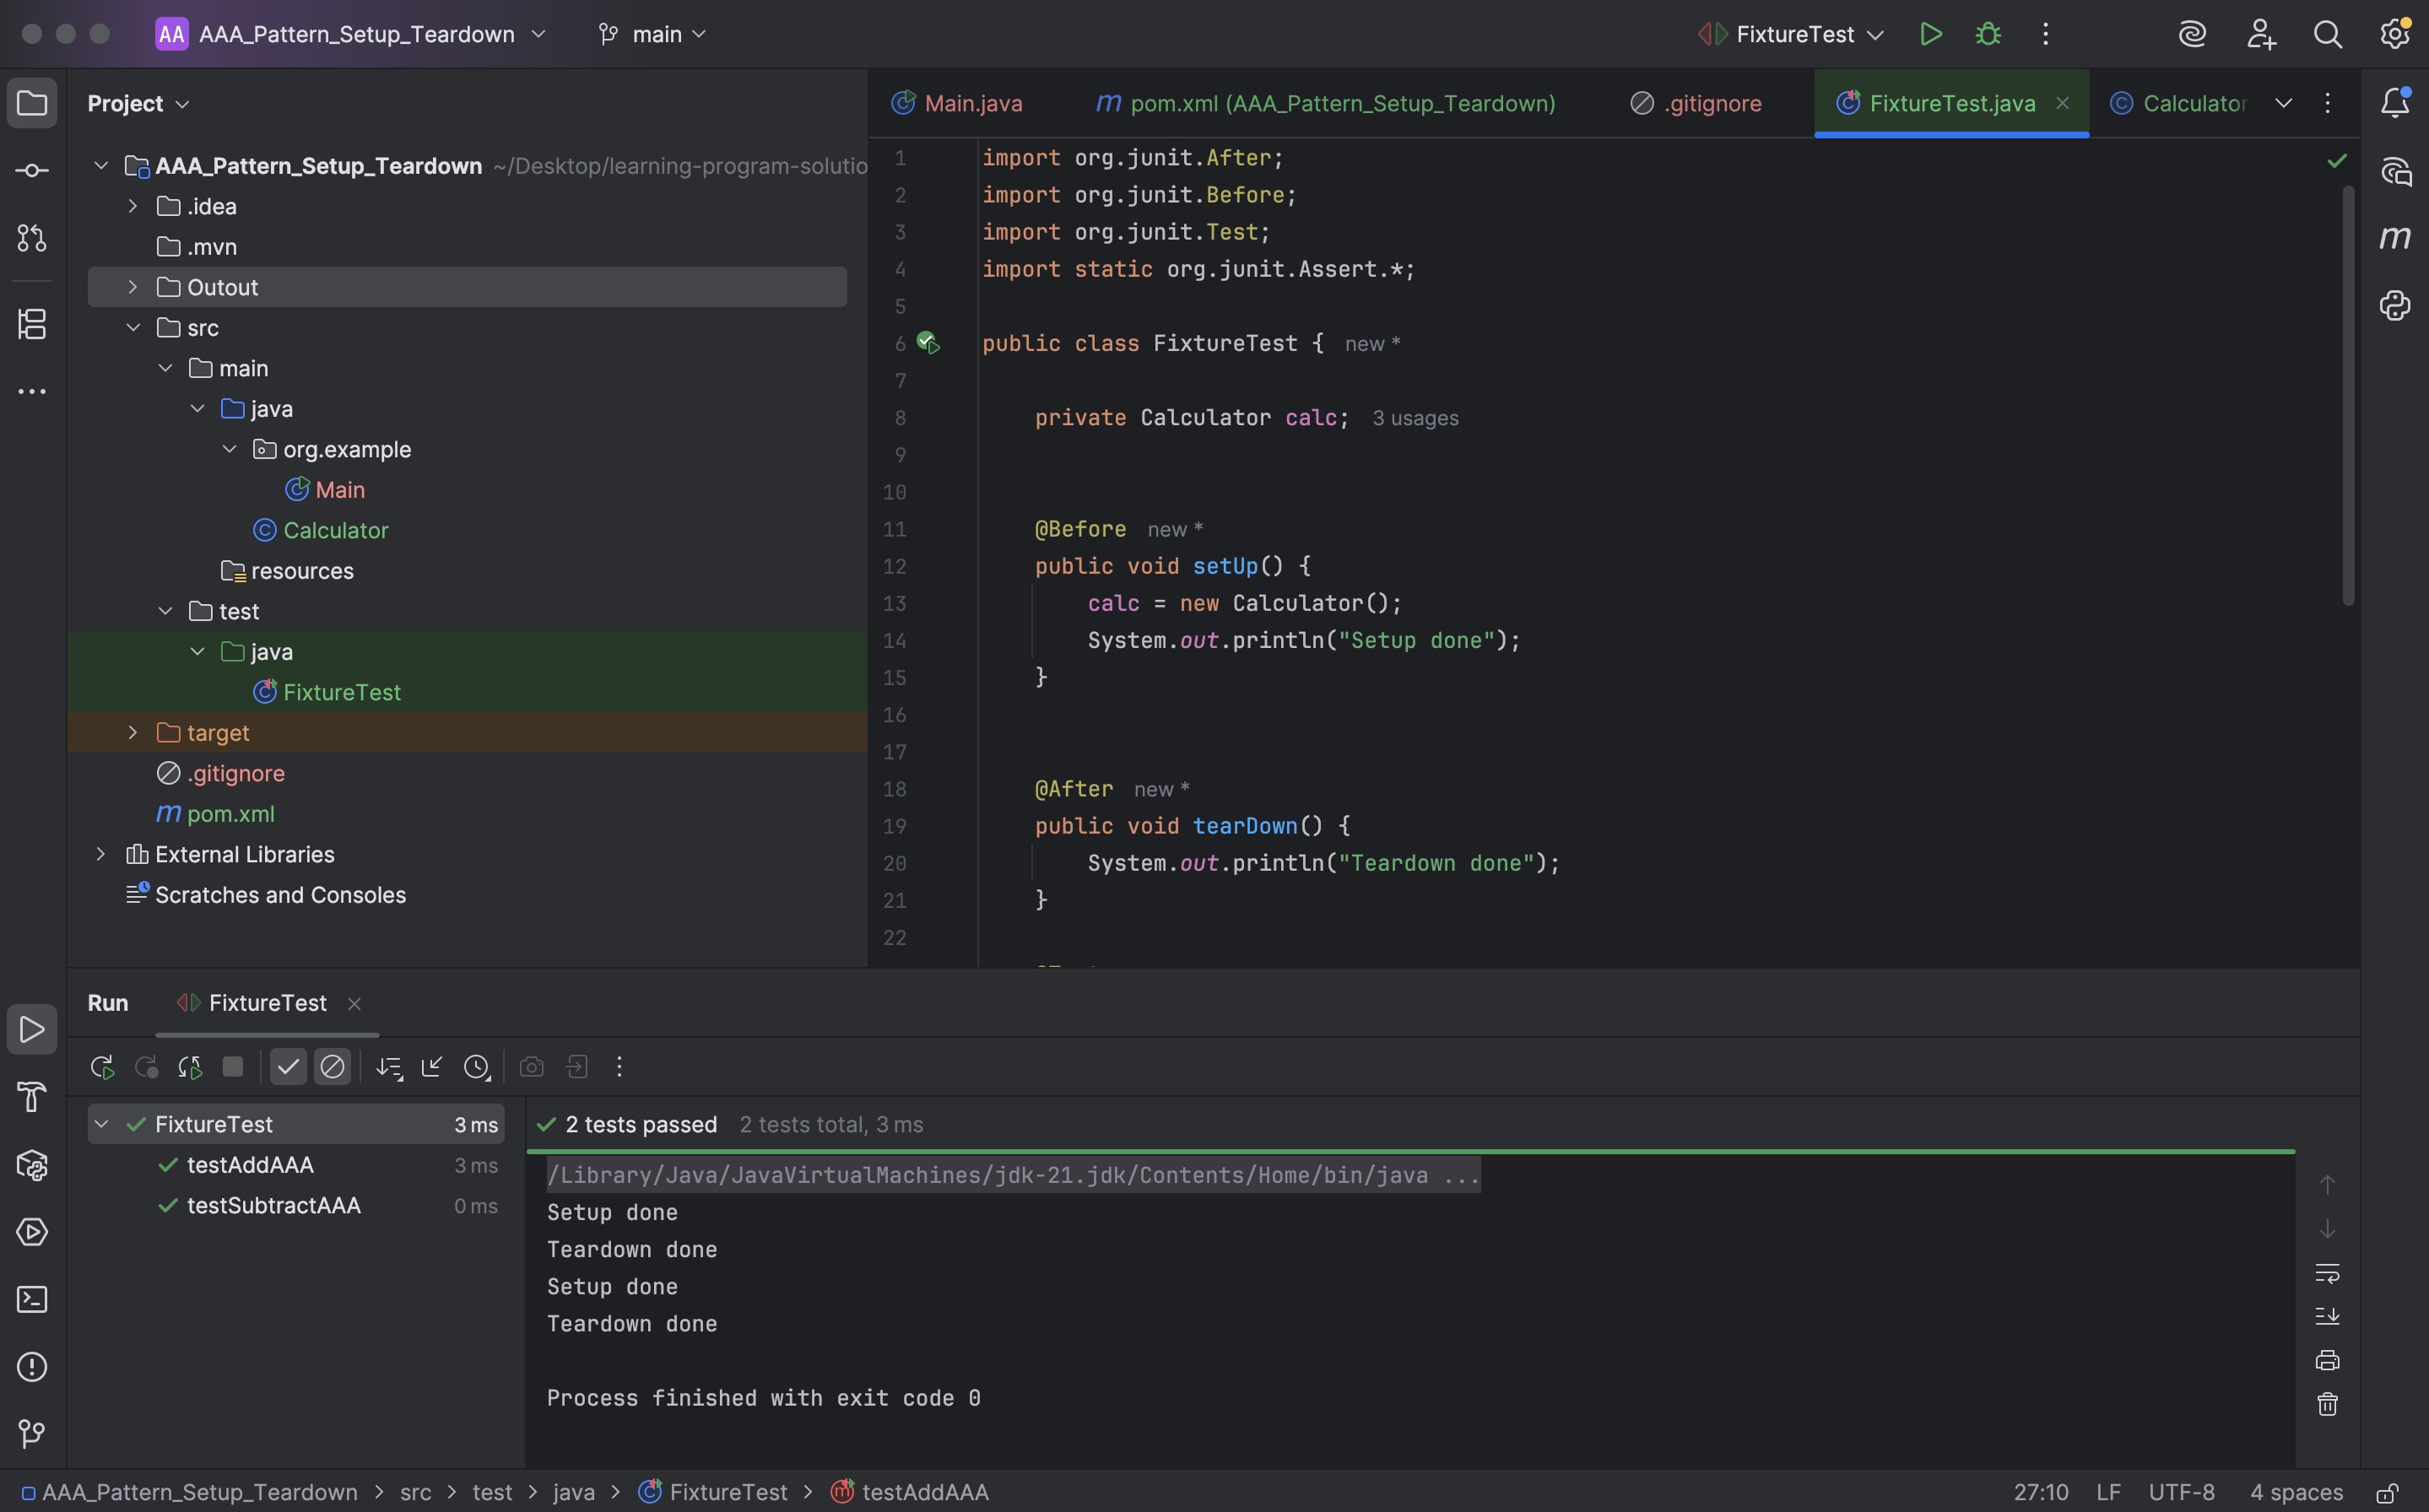 AA AAA_Pattern_Setup_Teardown main FixtureTest
Project
AAA_Pattern_Setup_Teardown ~/Desktop/learning-program-solutio
.idea
.mvn
Outout
src
main
java
org.example
Main
Calculator
resources
test
java
FixtureTest
target
.gitignore
pom.xml
External Libraries
Scratches and Consoles
Main.java pom.xml (AAA_Pattern_Setup_Teardown) .gitignore FixtureTest.java Calculator
1 import org.junit.After;
2 import org.junit.Before;
3 import org.junit.Test;
4 import static org.junit.Assert.*;
5
6 public class FixtureTest { new *
7
8 private Calculator calc; 3 usages
9
10
11 @Before new *
12 public void setUp() {
13 calc = new Calculator();
14 System.out.println("Setup done");
15 }
16
17
18 @After new *
19 public void tearDown() {
20 System.out.println("Teardown done");
21 }
22
Run FixtureTest
FixtureTest 3 ms
testAddAAA 3 ms
testSubtractAAA 0 ms
2 tests passed 2 tests total, 3 ms
/Library/Java/JavaVirtualMachines/jdk-21.jdk/Contents/Home/bin/java ...
Setup done
Teardown done
Setup done
Teardown done
Process finished with exit code 0
AAA_Pattern_Setup_Teardown > src > test > java > FixtureTest > testAddAAA 27:10 LF UTF-8 4 spaces